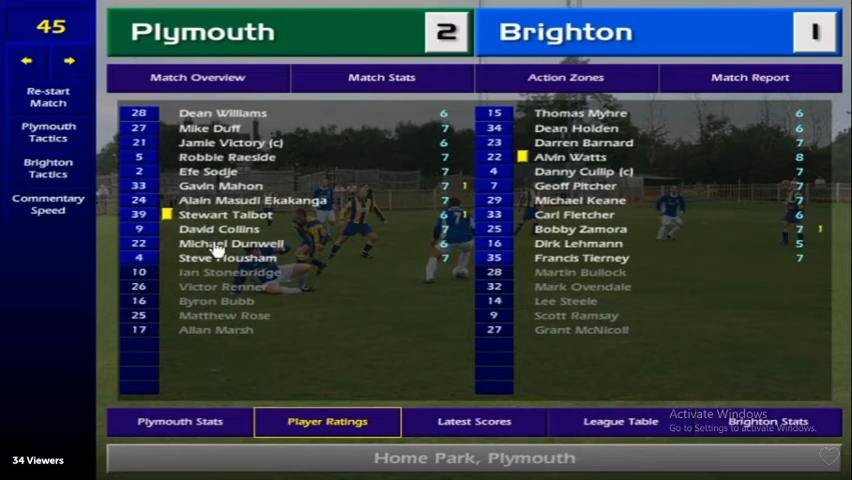 45
Plymouth 2 Brighton 1
Re-start
Match
Plymouth
Tactics
Brighton
Tactics
Commentary
Speed
Match Overview Match Stats Action Zones Match Report
28 Dean Williams 6
27 Mike Duff 7
21 Jamie Victory (c) 6
5 Robbie Raeside 7
2 Efe Sodje 7
33 Gavin Mahon 7 1
24 Alain Masudi Ekakanga 7
39 Stewart Talbot 6 1
9 David Collins 7
22 Michael Dunwell 6
4 Steve Housham 7
10 Ian Stonebridge
26 Victor Renner
16 Byron Bubb
25 Matthew Rose
17 Allan Marsh
15 Thomas Myhre 6
34 Dean Holden 6
23 Darren Barnard 7
22 Alvin Watts 8
4 Danny Cullip (c) 7
7 Geoff Pitcher 7
29 Michael Keane 7
33 Carl Fletcher 6
25 Bobby Zamora 7 1
16 Dirk Lehmann 5
35 Francis Tierney 7
28 Martin Bullock
32 Mark Ovendale
14 Lee Steele
9 Scott Ramsay
27 Grant McNicoll
Plymouth Stats Player Ratings Latest Scores League Table Brighton Stats
Activate Windows
Go to Settings to activate Windows.
34 Viewers
Home Park, Plymouth